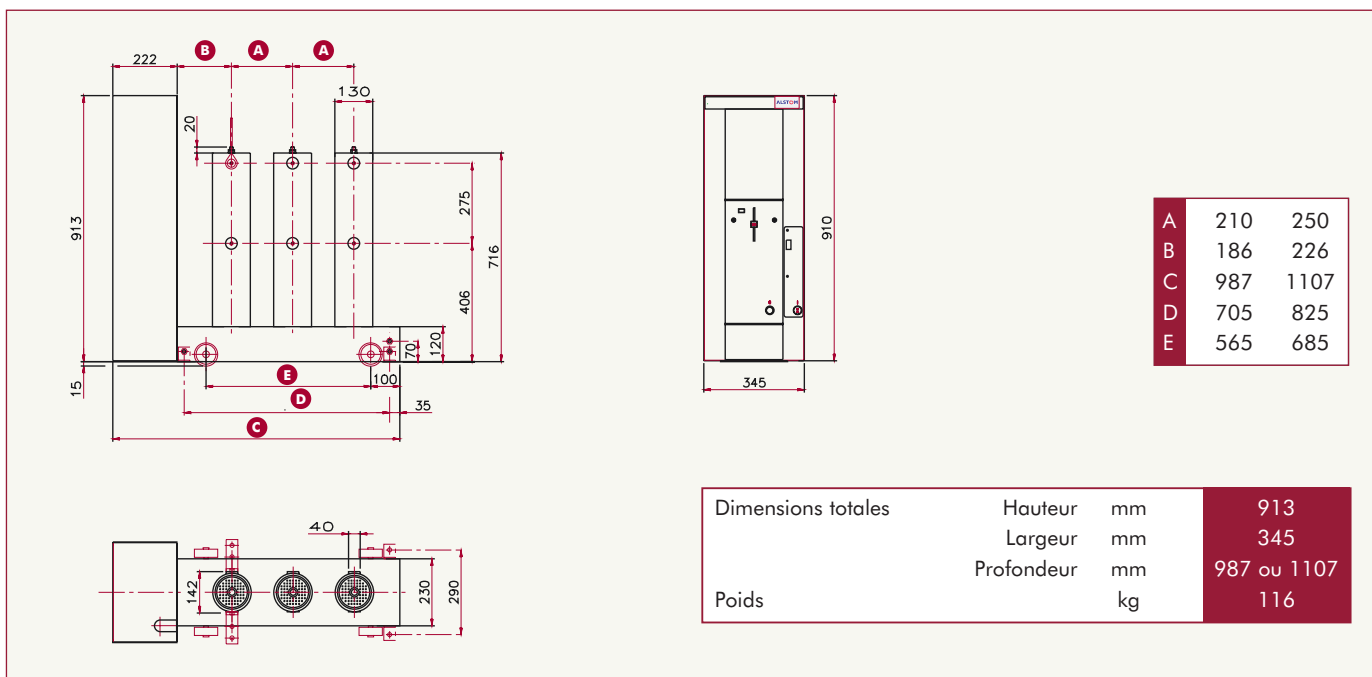 B A A
222
130
20
913
275
716
406
120
70
15
E 100
D 35
C
ALSTOM
910
345
A 210 250
B 186 226
C 987 1107
D 705 825
E 565 685
40
142
230
290
Dimensions totales Hauteur mm 913
Largeur mm 345
Profondeur mm 987 ou 1107
Poids kg 116